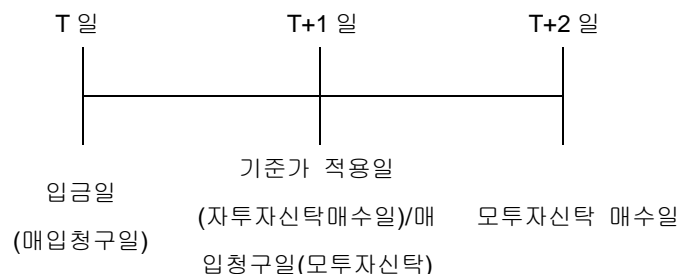 T 일
T+1 일
T+2 일
입금일
(매입청구일)
기준가 적용일
(자투자신탁매수일)/매
입청구일(모투자신탁)
모투자신탁 매수일